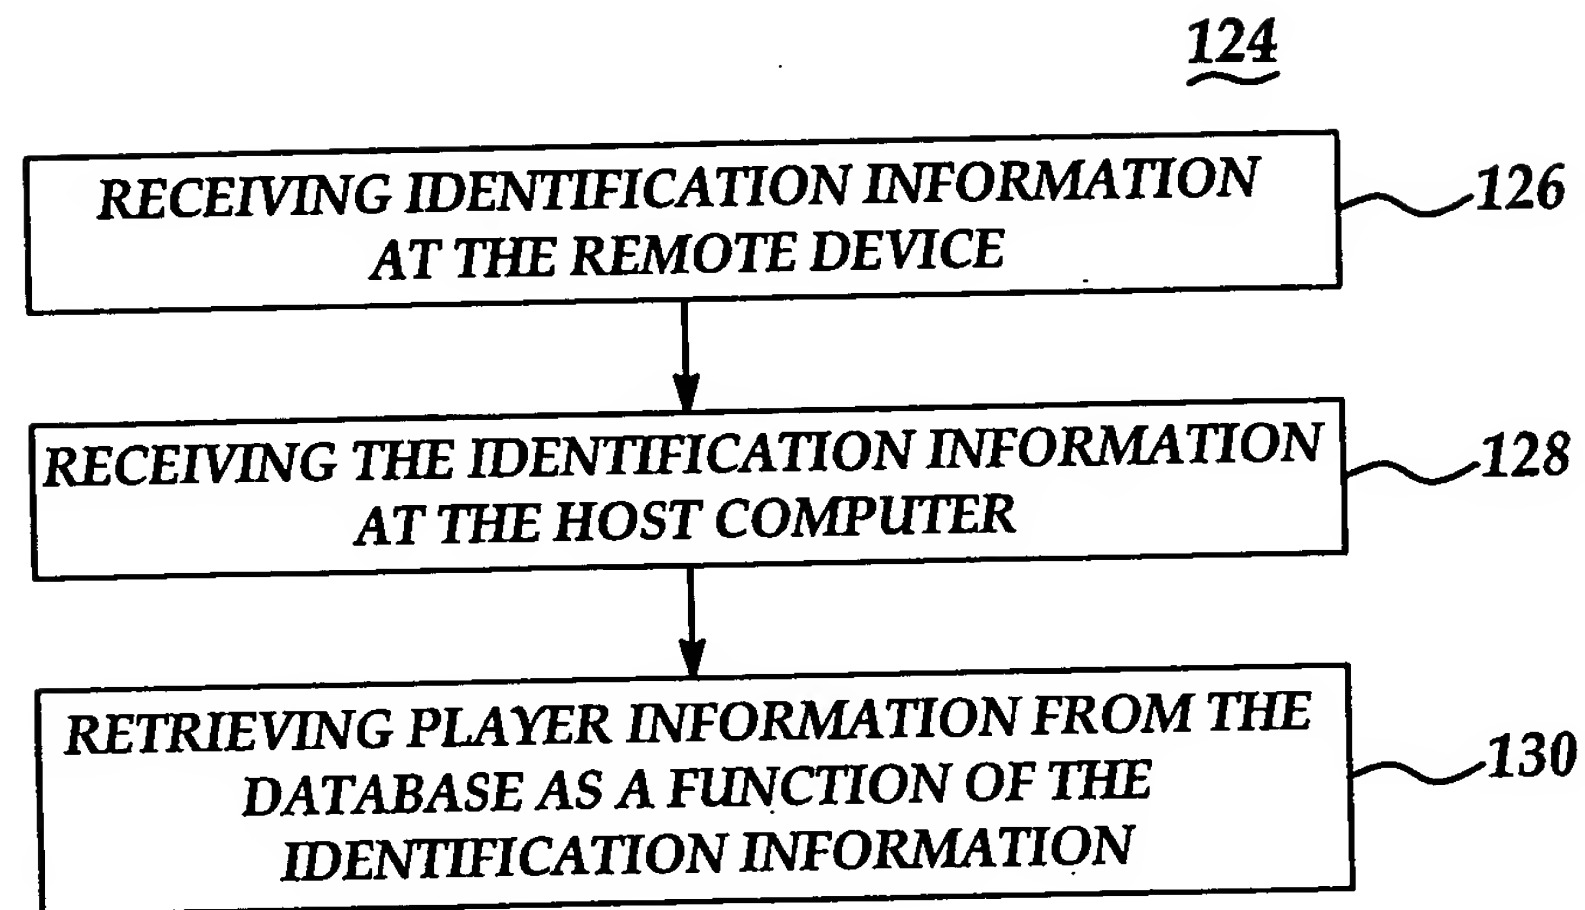 124
RECEIVING IDENTIFICATION INFORMATION
AT THE REMOTE DEVICE
126
RECEIVING THE IDENTIFICATION INFORMATION
AT THE HOST COMPUTER
128
RETRIEVING PLAYER INFORMATION FROM THE
DATABASE AS A FUNCTION OF THE
IDENTIFICATION INFORMATION
130